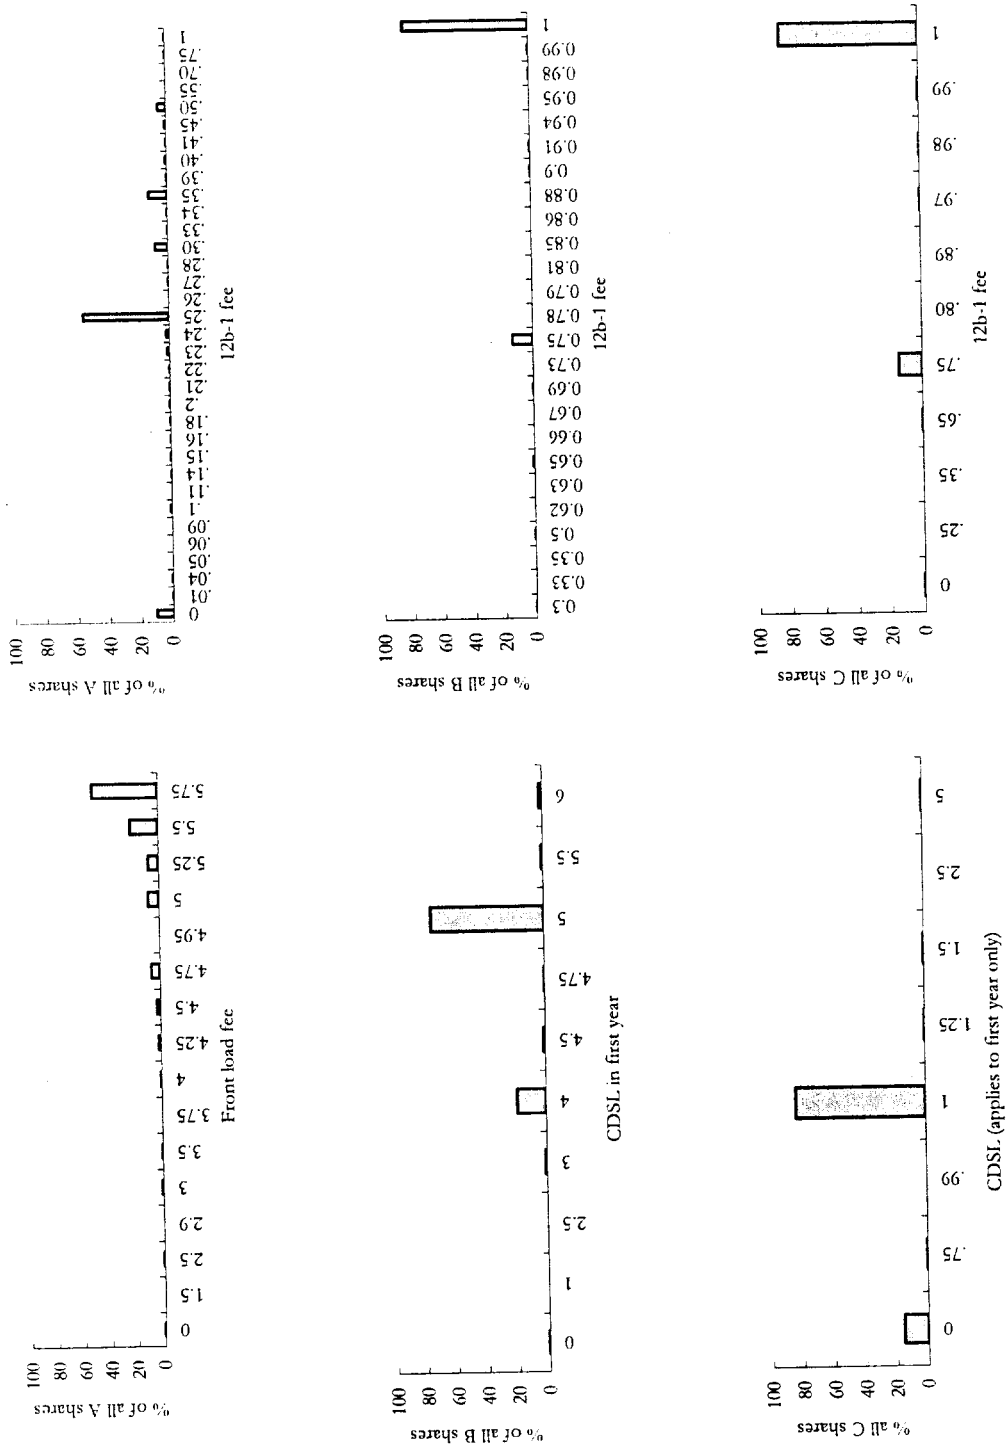 % of all A shares
100
80
60
40
20
0
0 1.5 2.5 2.9 3 3.5 3.75 4 4.25 4.5 4.75 4.95 5 5.25 5.5 5.75
Front load fee
% of all A shares
100
80
60
40
20
0
0 .01 .04 .05 .06 .09 .1 .11 .14 .15 .16 .18 .2 .21 .22 .23 .24 .25 .26 .27 .28 .30 .33 .34 .35 .39 .40 .41 .45 .50 .55 .70 .75 1
12b-1 fee
% of all B shares
100
80
60
40
20
0
0 1 2.5 3 4 4.5 4.75 5 5.5 6
CDSL in first year
% of all B shares
100
80
60
40
20
0
0.3 0.33 0.35 0.5 0.62 0.63 0.65 0.66 0.67 0.69 0.73 0.75 0.78 0.79 0.81 0.85 0.86 0.88 0.9 0.91 0.94 0.95 0.98 0.99 1
12b-1 fee
% all C shares
100
80
60
40
20
0
0 .75 .99 1 1.25 1.5 2.5 5
CDSL (applies to first year only)
% of all C shares
100
80
60
40
20
0
0 .25 .35 .65 .75 .80 .89 .97 .98 .99 1
12b-1 fee